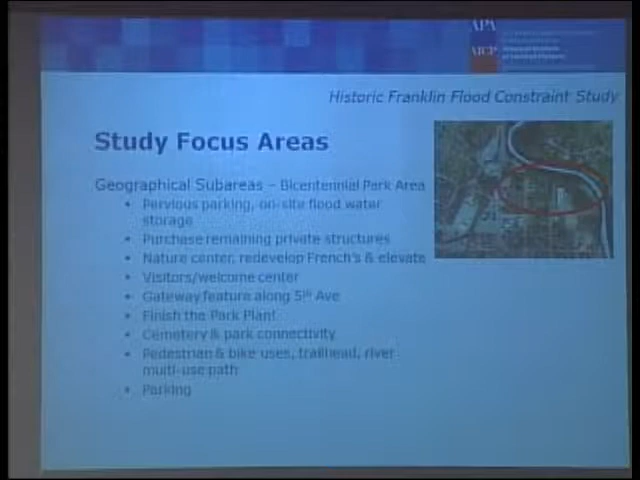 APA
AICP
Historic Franklin Flood Constraint Study
Study Focus Areas
Geographical Subareas – Bicentennial Park Area
• Pervious parking, on-site flood water
storage
• Purchase remaining private structures
• Nature center, redevelop French's & elevate
• Visitors/welcome center
• Gateway feature along 5th Ave
• Finish the Park Plan!
• Cemetery & park connectivity
• Pedestrian & bike uses, trailhead, river
multi-use path
• Parking